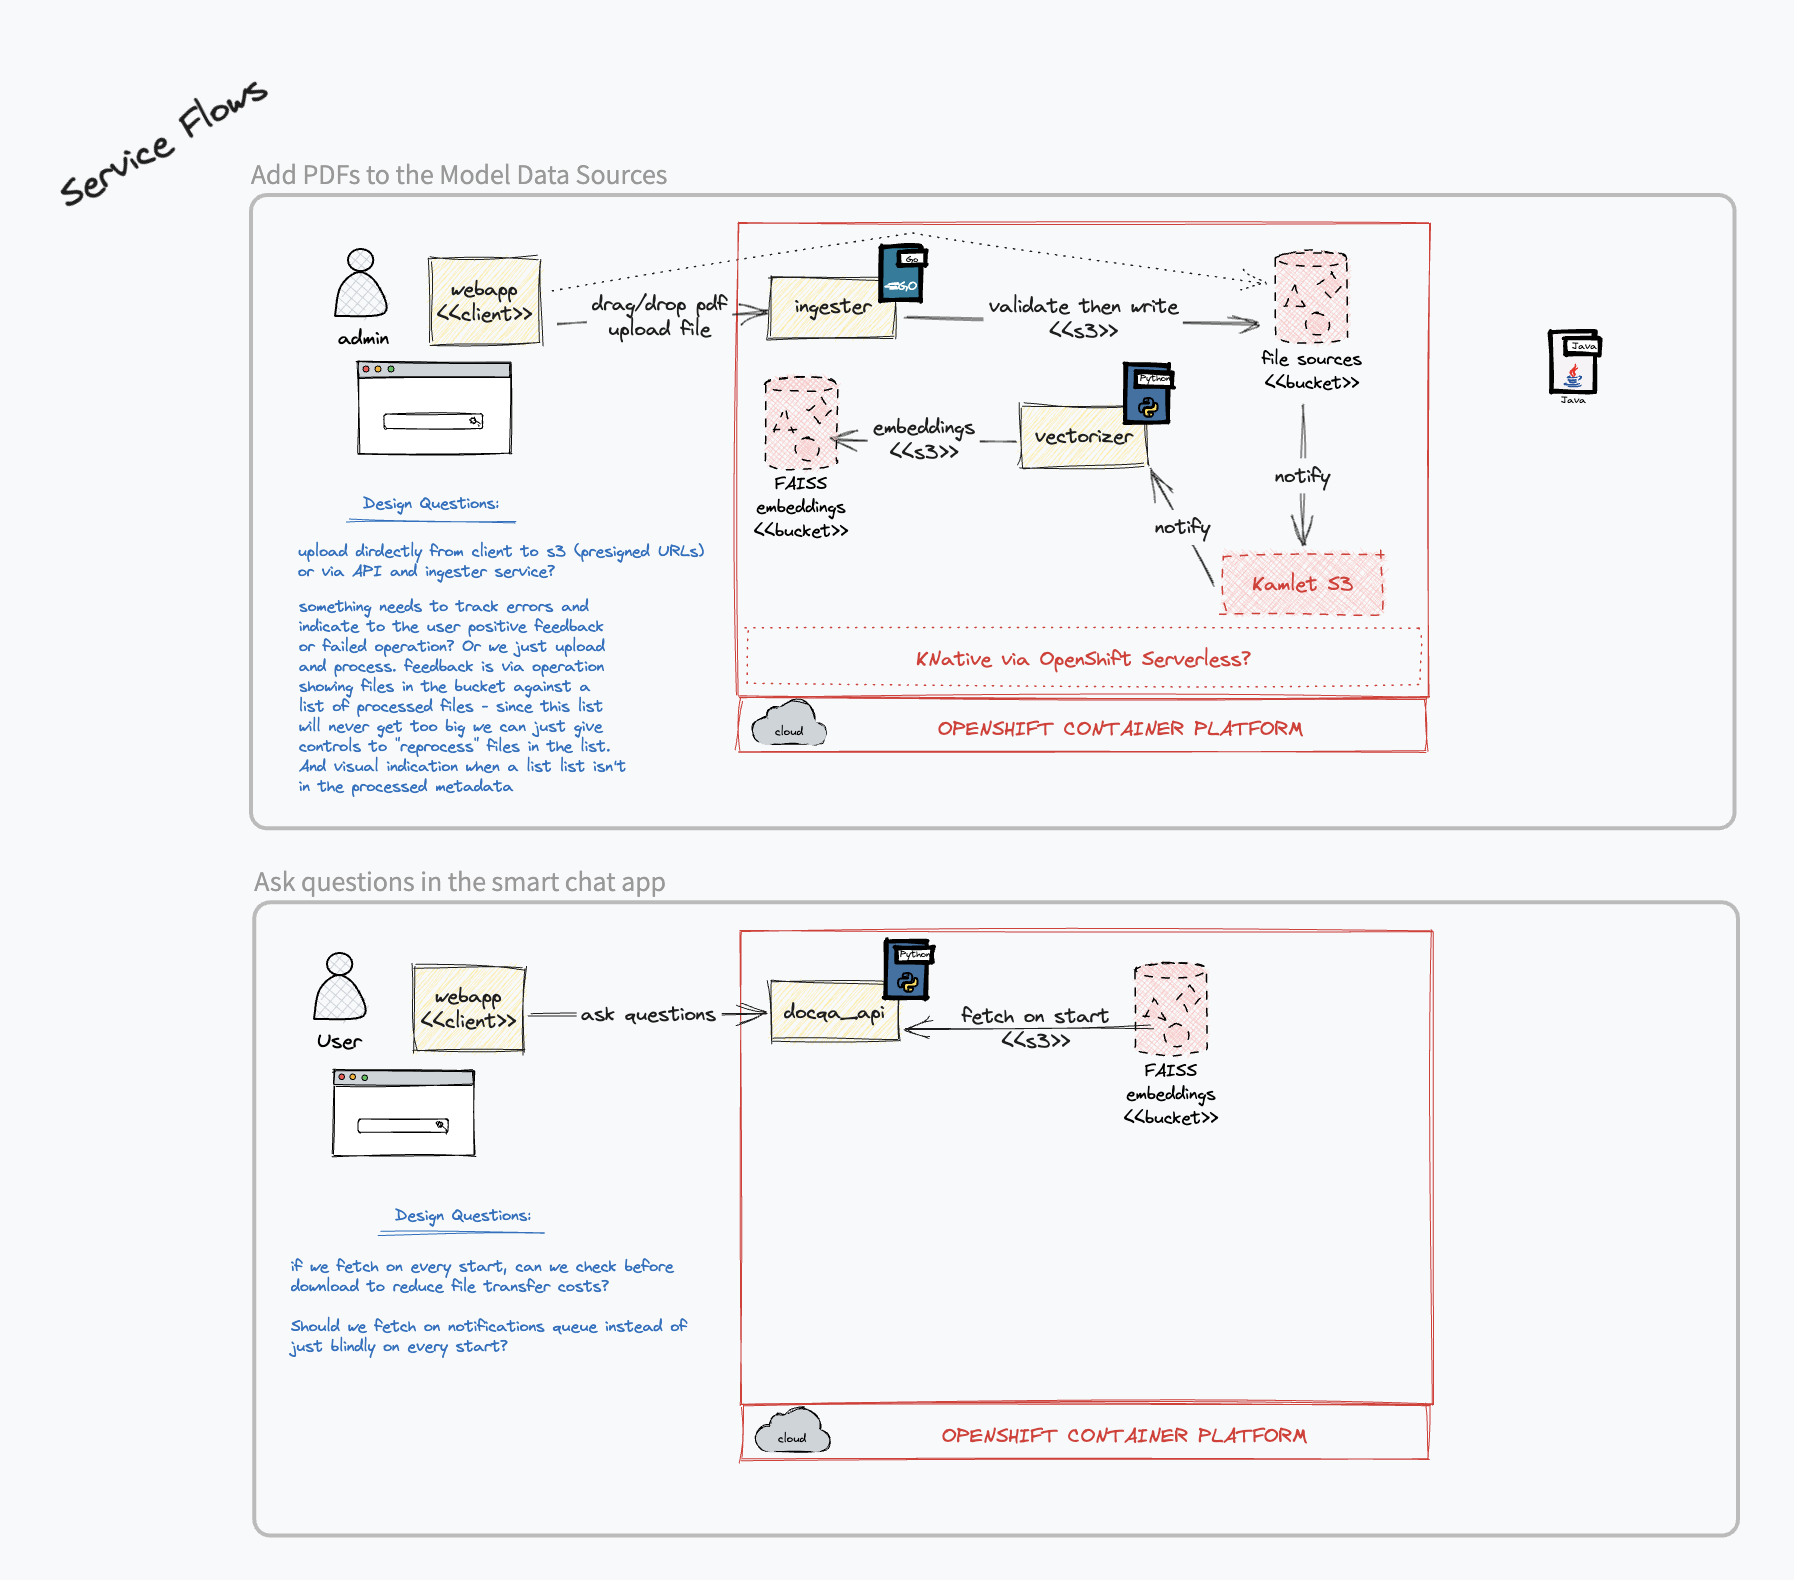 Service Flows
Add PDFs to the Model Data Sources
admin
webapp
<<client>>
drag/drop pdf
upload file
ingester
Go
GO
validate then write
<<s3>>
file sources
<<bucket>>
Java
Java
FAISS
embeddings
<<bucket>>
embeddings
<<s3>>
vectorizer
Python
notify
notify
Kamlet S3
KNative via OpenShift Serverless?
cloud
OPENSHIFT CONTAINER PLATFORM
Design Questions:
upload dirdectly from client to s3 (presigned URLs)
or via API and ingester service?
something needs to track errors and
indicate to the user positive feedback
or failed operation? Or we just upload
and process. feedback is via operation
showing files in the bucket against a
list of processed files - since this list
will never get too big we can just give
controls to "reprocess" files in the list.
And visual indication when a list list isn't
in the processed metadata
Ask questions in the smart chat app
User
webapp
<<client>>
ask questions
docqa_api
Python
fetch on start
<<s3>>
FAISS
embeddings
<<bucket>>
Design Questions:
if we fetch on every start, can we check before
download to reduce file transfer costs?
Should we fetch on notifications queue instead of
just blindly on every start?
cloud
OPENSHIFT CONTAINER PLATFORM